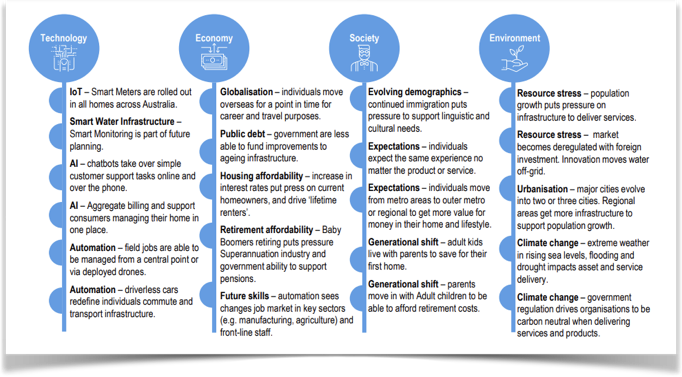 Technology
IoT – Smart Meters are rolled out
in all homes across Australia.
Smart Water Infrastructure –
Smart Monitoring is part of future
planning.
AI – chatbots take over simple
customer support tasks online and
over the phone.
AI – Aggregate billing and support
consumers managing their home in
one place.
Automation – field jobs are able to
be managed from a central point or
via deployed drones.
Automation – driverless cars
redefine individuals commute and
transport infrastructure.
Economy
Globalisation – individuals move
overseas for a point in time for
career and travel purposes.
Public debt – government are less
able to fund improvements to
ageing infrastructure.
Housing affordability – increase in
interest rates put press on current
homeowners, and drive ‘lifetime
renters’.
Retirement affordability – Baby
Boomers retiring puts pressure
Superannuation industry and
government ability to support
pensions.
Future skills – automation sees
changes job market in key sectors
(e.g. manufacturing, agriculture) and
front-line staff.
Society
Evolving demographics –
continued immigration puts
pressure to support linguistic and
cultural needs.
Expectations – individuals
expect the same experience no
matter the product or service.
Expectations – individuals move
from metro areas to outer metro
or regional to get more value for
money in their home and lifestyle.
Generational shift – adult kids
live with parents to save for their
first home.
Generational shift – parents
move in with Adult children to be
able to afford retirement costs.
Environment
Resource stress – population
growth puts pressure on
infrastructure to deliver services.
Resource stress – market
becomes deregulated with foreign
investment. Innovation moves water
off-grid.
Urbanisation – major cities evolve
into two or three cities. Regional
areas get more infrastructure to
support population growth.
Climate change – extreme weather
in rising sea levels, flooding and
drought impacts asset and service
delivery.
Climate change – government
regulation drives organisations to be
carbon neutral when delivering
services and products.